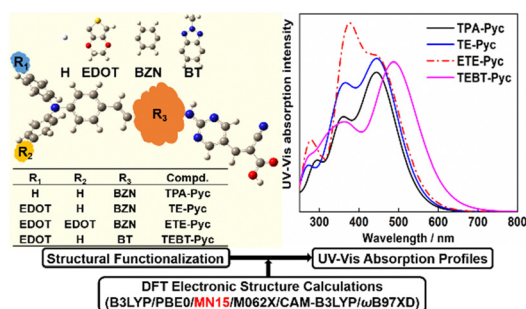 R₁
H EDOT BZN BT
R₃
R₂
R₁ R₂ R₃ Compd.
H H BZN TPA-Pyc
EDOT H BZN TE-Pyc
EDOT EDOT BZN ETE-Pyc
EDOT H BT TEBT-Pyc
UV-Vis absorption intensity
TPA-Pyc
TE-Pyc
ETE-Pyc
TEBT-Pyc
300 400 500 600 700 800
Wavelength / nm
Structural Functionalization
UV-Vis Absorption Profiles
DFT Electronic Structure Calculations
(B3LYP/PBE0/MN15/M062X/CAM-B3LYP/ωB97XD)